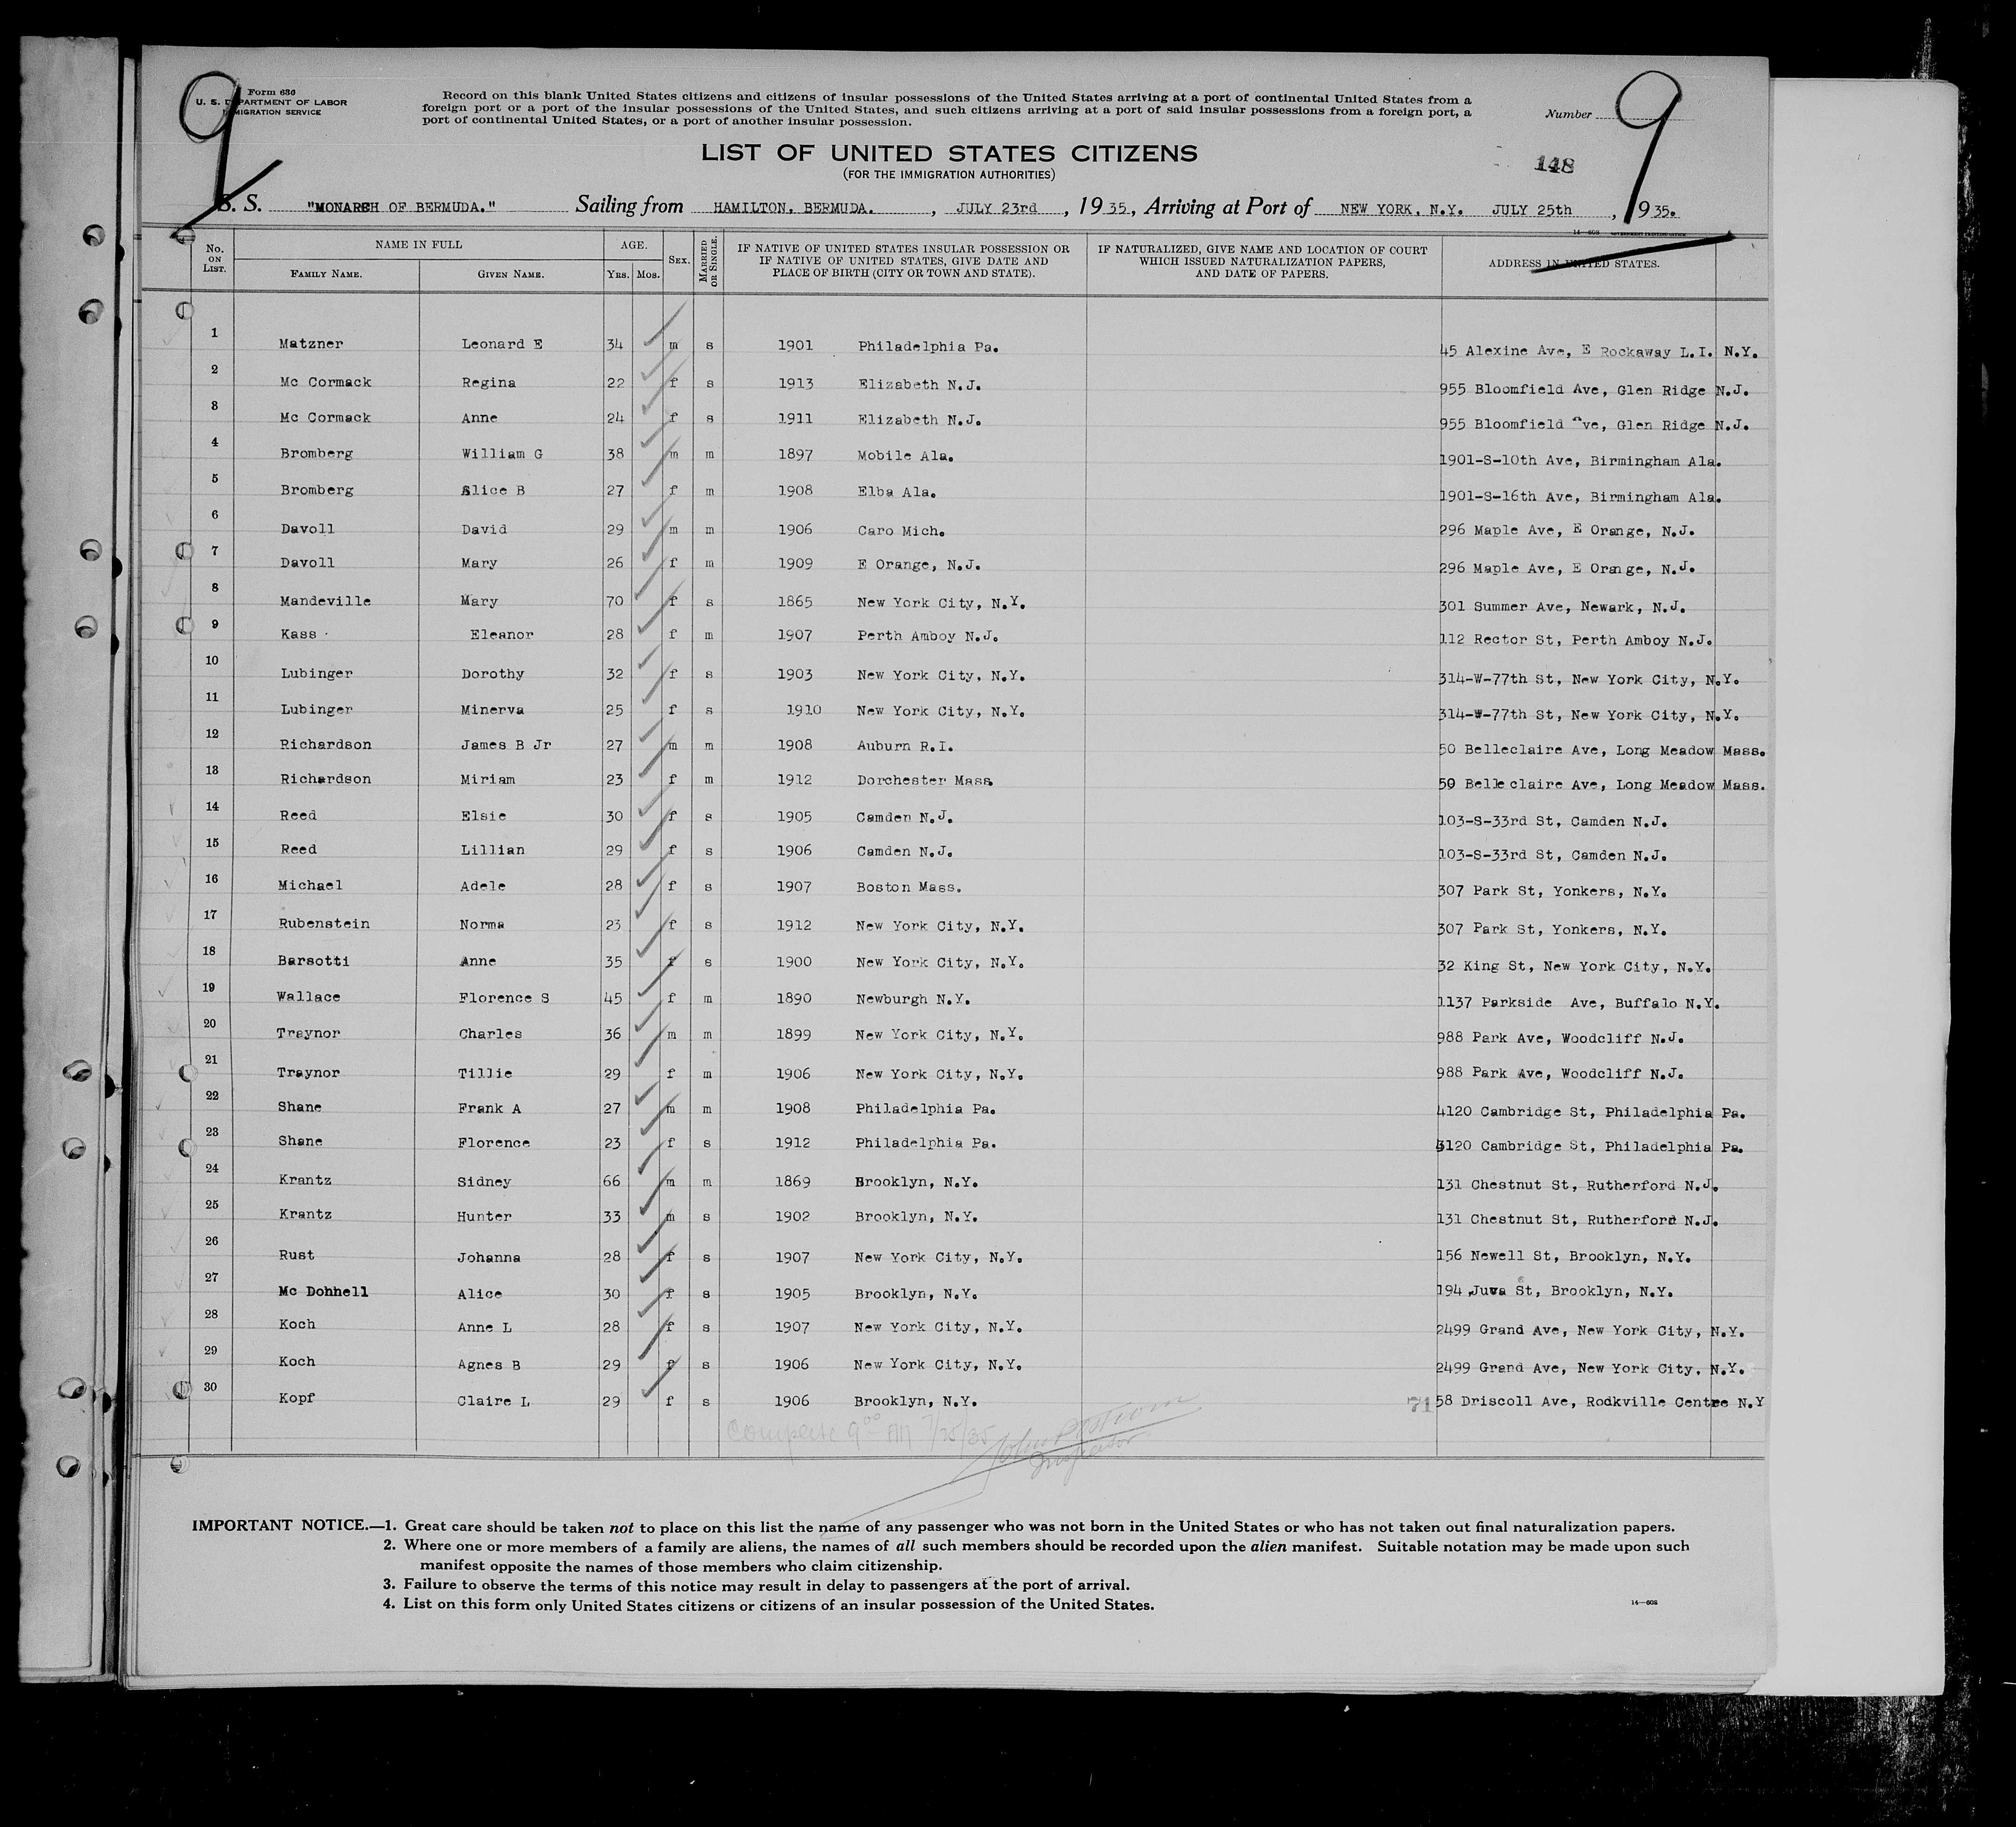 9
9
Form 636
U. S. DEPARTMENT OF LABOR
IMMIGRATION SERVICE
Record on this blank United States citizens and citizens of insular possessions of the United States arriving at a port of continental United States from a
foreign port or a port of the insular possessions of the United States, and such citizens arriving at a port of said insular possessions from a foreign port, a
port of continental United States, or a port of another insular possession.
Number
LIST OF UNITED STATES CITIZENS
(FOR THE IMMIGRATION AUTHORITIES)
148
S. S. "MONARCH OF BERMUDA." Sailing from HAMILTON, BERMUDA. , JULY 23rd , 1935., Arriving at Port of NEW YORK, N.Y. JULY 25th , 1935.
No. ON LIST. NAME IN FULL FAMILY NAME. GIVEN NAME. AGE. YRS. MOS. SEX. MARRIED OR SINGLE. IF NATIVE OF UNITED STATES INSULAR POSSESSION OR IF NATIVE OF UNITED STATES, GIVE DATE AND PLACE OF BIRTH (CITY OR TOWN AND STATE). IF NATURALIZED, GIVE NAME AND LOCATION OF COURT WHICH ISSUED NATURALIZATION PAPERS, AND DATE OF PAPERS. ADDRESS IN UNITED STATES.
1 Matzner Leonard E 34 m s 1901 Philadelphia Pa. 45 Alexine Ave, E Rockaway L.I. N.Y.
2 Mc Cormack Regina 22 f s 1913 Elizabeth N.J. 955 Bloomfield Ave, Glen Ridge N.J.
3 Mc Cormack Anne 24 f s 1911 Elizabeth N.J. 955 Bloomfield Ave, Glen Ridge N.J.
4 Bromberg William G 38 m m 1897 Mobile Ala. 1901-S-10th Ave, Birmingham Ala.
5 Bromberg Alice B 27 f m 1908 Elba Ala. 1901-S-16th Ave, Birmingham Ala.
6 Davoll David 29 m m 1906 Caro Mich. 296 Maple Ave, E Orange, N.J.
7 Davoll Mary 26 f m 1909 E Orange, N.J. 296 Maple Ave, E Orange, N.J.
8 Mandeville Mary 70 f s 1865 New York City, N.Y. 301 Summer Ave, Newark, N.J.
9 Kass Eleanor 28 f m 1907 Perth Amboy N.J. 112 Rector St, Perth Amboy N.J.
10 Lubinger Dorothy 32 f s 1903 New York City, N.Y. 314-W-77th St, New York City, N.Y.
11 Lubinger Minerva 25 f s 1910 New York City, N.Y. 314-W-77th St, New York City, N.Y.
12 Richardson James B Jr 27 m m 1908 Auburn R.I. 50 Belleclaire Ave, Long Meadow Mass.
13 Richardson Miriam 23 f m 1912 Dorchester Mass 50 Belleclaire Ave, Long Meadow Mass.
14 Reed Elsie 30 f s 1905 Camden N.J. 103-S-33rd St, Camden N.J.
15 Reed Lillian 29 f s 1906 Camden N.J. 103-S-33rd St, Camden N.J.
16 Michael Adele 28 f s 1907 Boston Mass. 307 Park St, Yonkers, N.Y.
17 Rubenstein Norma 23 f s 1912 New York City, N.Y. 307 Park St, Yonkers, N.Y.
18 Barsotti Anne 35 f s 1900 New York City, N.Y. 32 King St, New York City, N.Y.
19 Wallace Florence S 45 f m 1890 Newburgh N.Y. 1137 Parkside Ave, Buffalo N.Y.
20 Traynor Charles 36 m m 1899 New York City, N.Y. 988 Park Ave, Woodcliff N.J.
21 Traynor Tillie 29 f m 1906 New York City, N.Y. 988 Park Ave, Woodcliff N.J.
22 Shane Frank A 27 m m 1908 Philadelphia Pa. 4120 Cambridge St, Philadelphia Pa.
23 Shane Florence 23 f s 1912 Philadelphia Pa. 4120 Cambridge St, Philadelphia Pa.
24 Krantz Sidney 66 m m 1869 Brooklyn, N.Y. 131 Chestnut St, Rutherford N.J.
25 Krantz Hunter 33 m s 1902 Brooklyn, N.Y. 131 Chestnut St, Rutherford N.J.
26 Rust Johanna 28 f s 1907 New York City, N.Y. 156 Newell St, Brooklyn, N.Y.
27 Mc Dohhell Alice 30 f s 1905 Brooklyn, N.Y. 194 Juva St, Brooklyn, N.Y.
28 Koch Anne L 28 f s 1907 New York City, N.Y. 2499 Grand Ave, New York City, N.Y.
29 Koch Agnes B 29 f s 1906 New York City, N.Y. 2499 Grand Ave, New York City, N.Y.
30 Kopf Claire L 29 f s 1906 Brooklyn, N.Y. 71 58 Driscoll Ave, Rodkville Centre N.Y
Complete 9 00 AM 7/25/35
Inspector
IMPORTANT NOTICE.—1. Great care should be taken not to place on this list the name of any passenger who was not born in the United States or who has not taken out final naturalization papers.
2. Where one or more members of a family are aliens, the names of all such members should be recorded upon the alien manifest. Suitable notation may be made upon such
manifest opposite the names of those members who claim citizenship.
3. Failure to observe the terms of this notice may result in delay to passengers at the port of arrival.
4. List on this form only United States citizens or citizens of an insular possession of the United States.
14—608